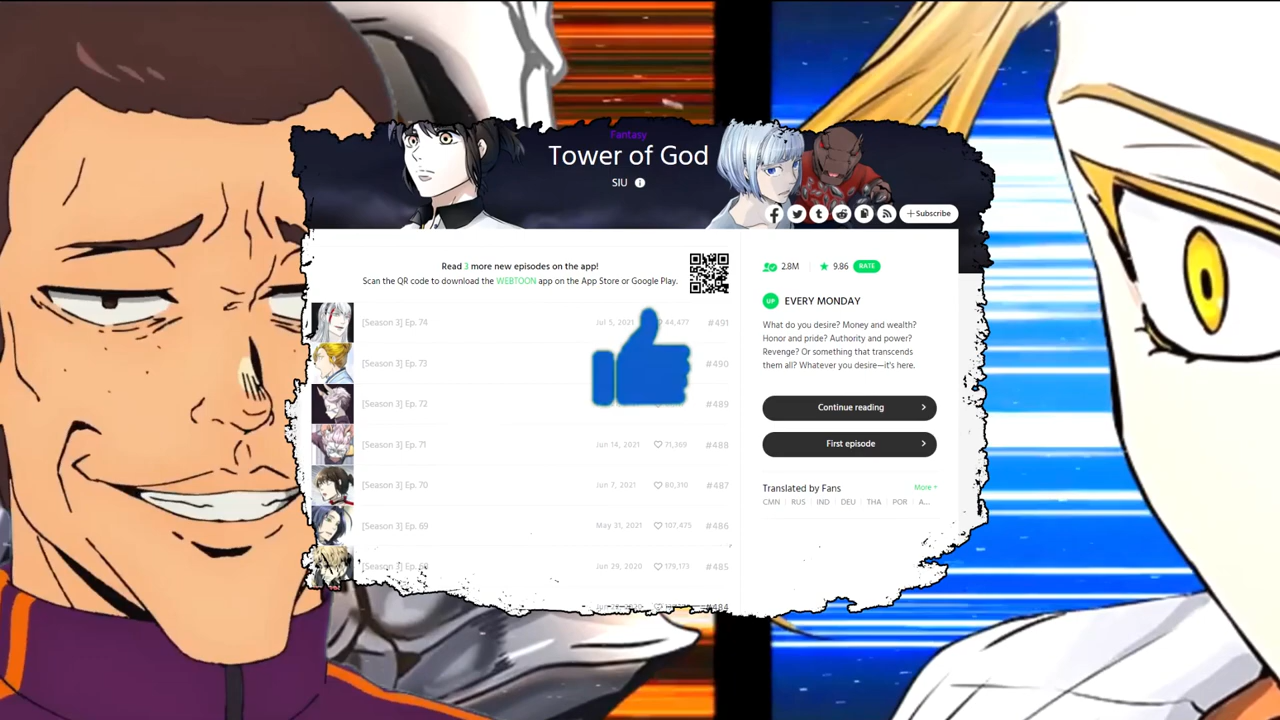 Fantasy
Tower of God
SIU
+ Subscribe
Read 3 more new episodes on the app!
Scan the QR code to download the WEBTOON app on the App Store or Google Play.
[Season 3] Ep. 74 Jul 5, 2021 44,477 #491
[Season 3] Ep. 73 #490
[Season 3] Ep. 72 #489
[Season 3] Ep. 71 Jun 14, 2021 71,369 #488
[Season 3] Ep. 70 Jun 7, 2021 80,310 #487
[Season 3] Ep. 69 May 31, 2021 107,475 #486
[Season 3] Ep. Jun 29, 2020 179,173 #485
#484
2.8M 9.86 RATE
UP EVERY MONDAY
What do you desire? Money and wealth?
Honor and pride? Authority and power?
Revenge? Or something that transcends
them all? Whatever you desire—it's here.
Continue reading
First episode
Translated by Fans More +
CMN RUS IND DEU THA POR A...